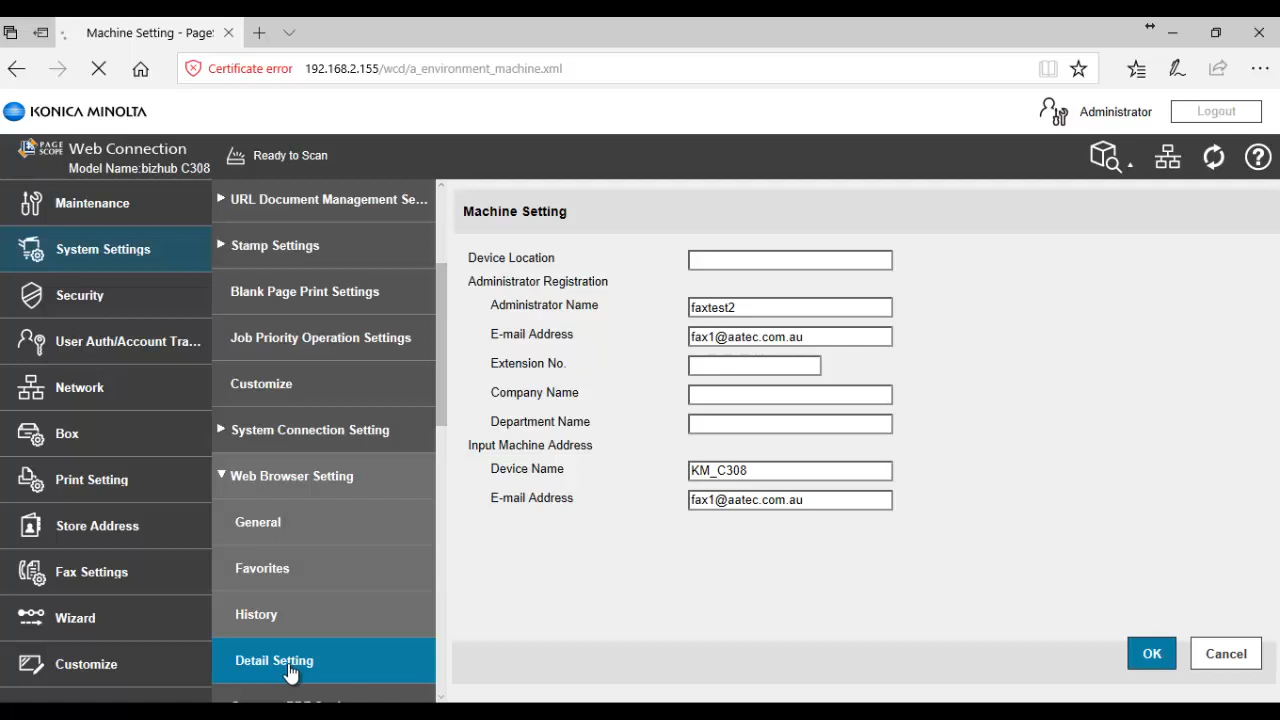 Machine Setting - PageS
Certificate error 192.168.2.155/wcd/a_environment_machine.xml
KONICA MINOLTA
Administrator
Logout
PAGE SCOPE Web Connection
Model Name:bizhub C308
Ready to Scan
Maintenance
System Settings
Security
User Auth/Account Tra...
Network
Box
Print Setting
Store Address
Fax Settings
Wizard
Customize
URL Document Management Se...
Stamp Settings
Blank Page Print Settings
Job Priority Operation Settings
Customize
System Connection Setting
Web Browser Setting
General
Favorites
History
Detail Setting
Machine Setting
Device Location
Administrator Registration
Administrator Name faxtest2
E-mail Address fax1@aatec.com.au
Extension No.
Company Name
Department Name
Input Machine Address
Device Name KM_C308
E-mail Address fax1@aatec.com.au
OK
Cancel